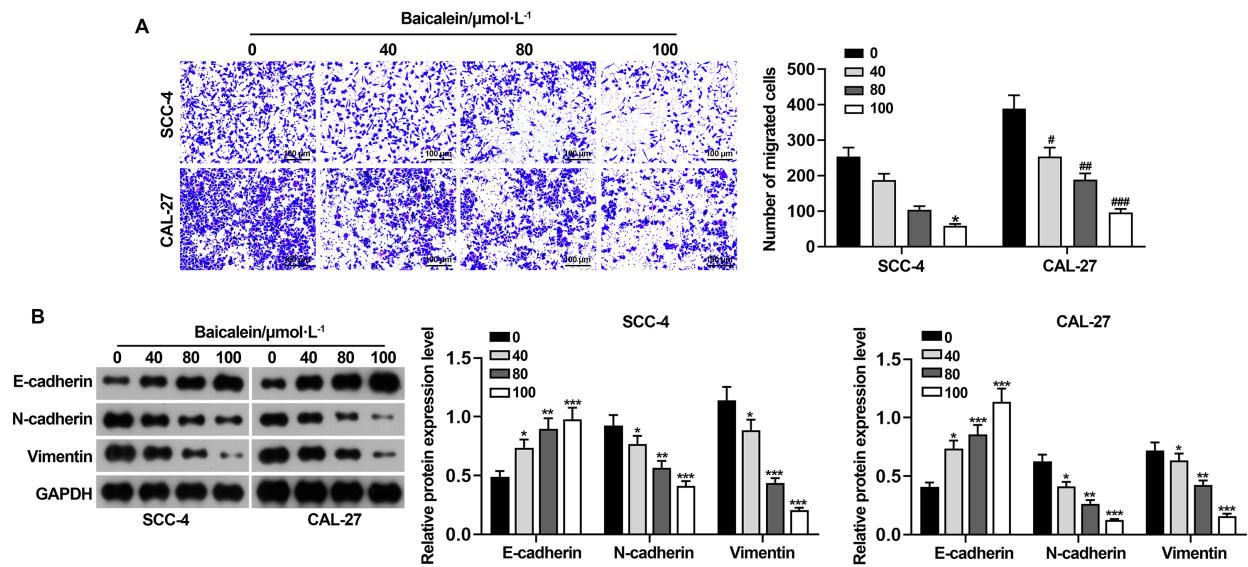 A
Baicalein/µmol·L⁻¹
0 40 80 100
SCC-4
100 µm 100 µm 100 µm 100 µm
CAL-27
100 µm 100 µm 100 µm 100 µm
0
40
80
100
Number of migrated cells
500
400
300
200
100
0
*
# ## ###
SCC-4 CAL-27
B
Baicalein/µmol·L⁻¹
0 40 80 100 0 40 80 100
E-cadherin
N-cadherin
Vimentin
GAPDH
SCC-4 CAL-27
SCC-4
0
40
80
100
Relative protein expression level
1.5
1.0
0.5
0.0
* ** *** * ** *** * *** ***
E-cadherin N-cadherin Vimentin
CAL-27
0
40
80
100
Relative protein expression level
1.5
1.0
0.5
0.0
* *** *** * ** *** * ** ***
E-cadherin N-cadherin Vimentin